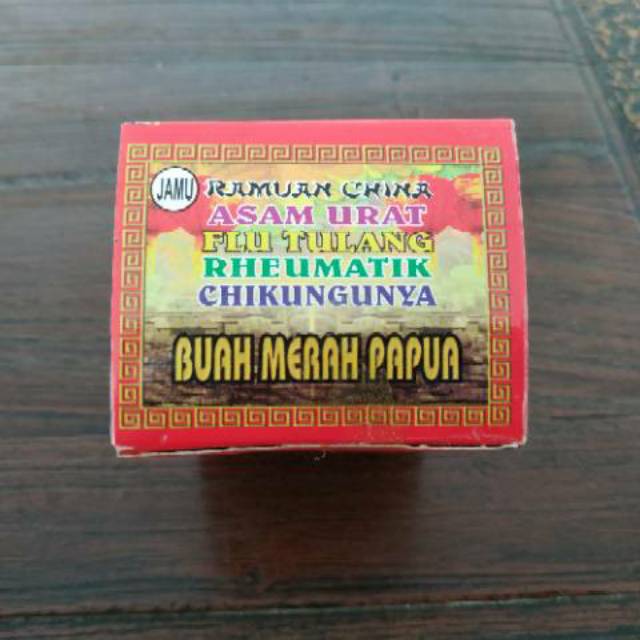 JAMU RAMUAN CHINA
ASAM URAT
FLU TULANG
RHEUMATIK
CHIKUNGUNYA
BUAH MERAH PAPUA